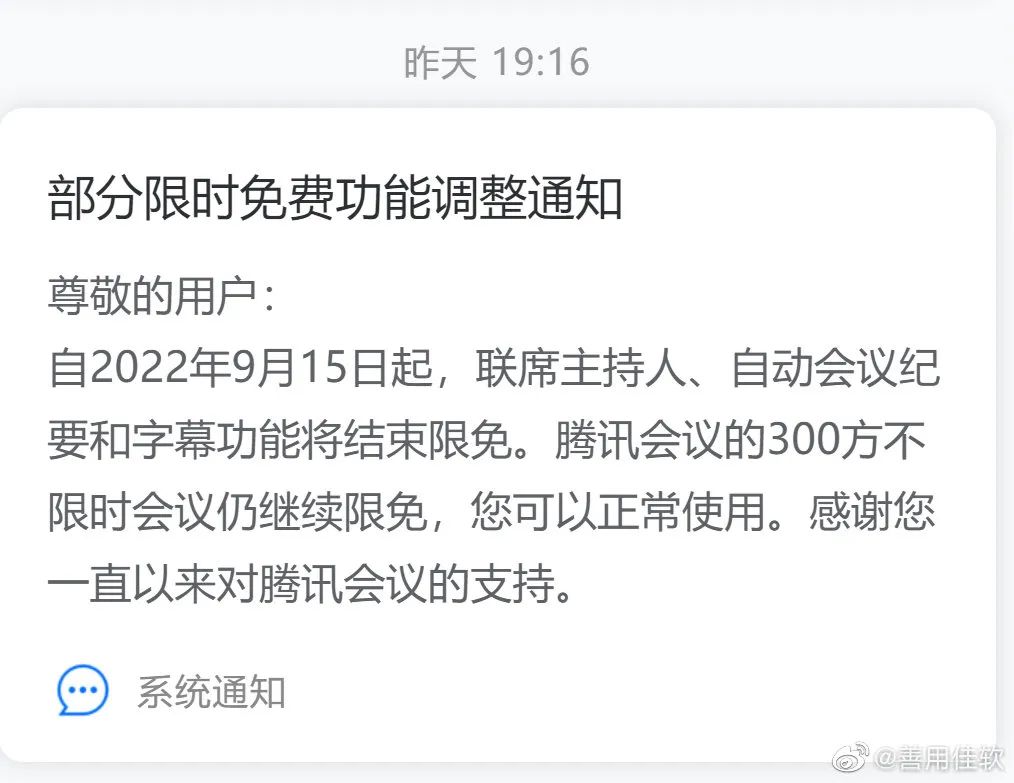 昨天 19:16
部分限时免费功能调整通知
尊敬的用户：
自2022年9月15日起，联席主持人、自动会议纪
要和字幕功能将结束限免。腾讯会议的300方不
限时会议仍继续限免，您可以正常使用。感谢您
一直以来对腾讯会议的支持。
系统通知
@善用佳软